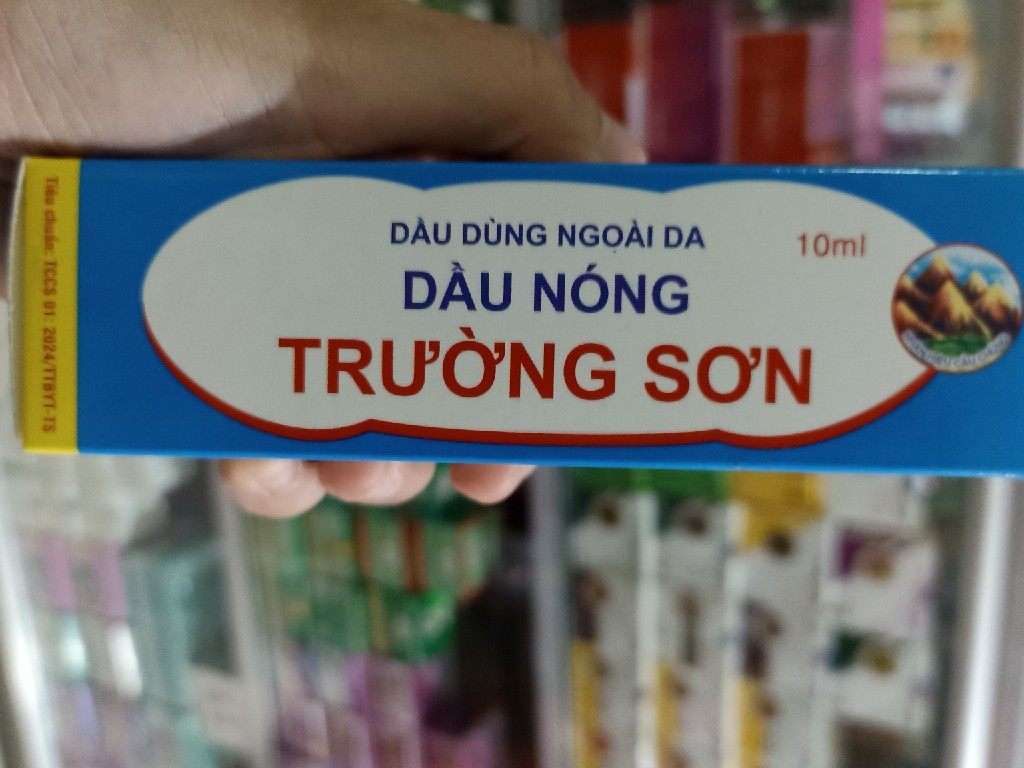 Tiêu chuẩn: TCCS 01: 2024/TTBYT-TS
DẦU DÙNG NGOÀI DA
10ml
DẦU NÓNG
TRƯỜNG SƠN